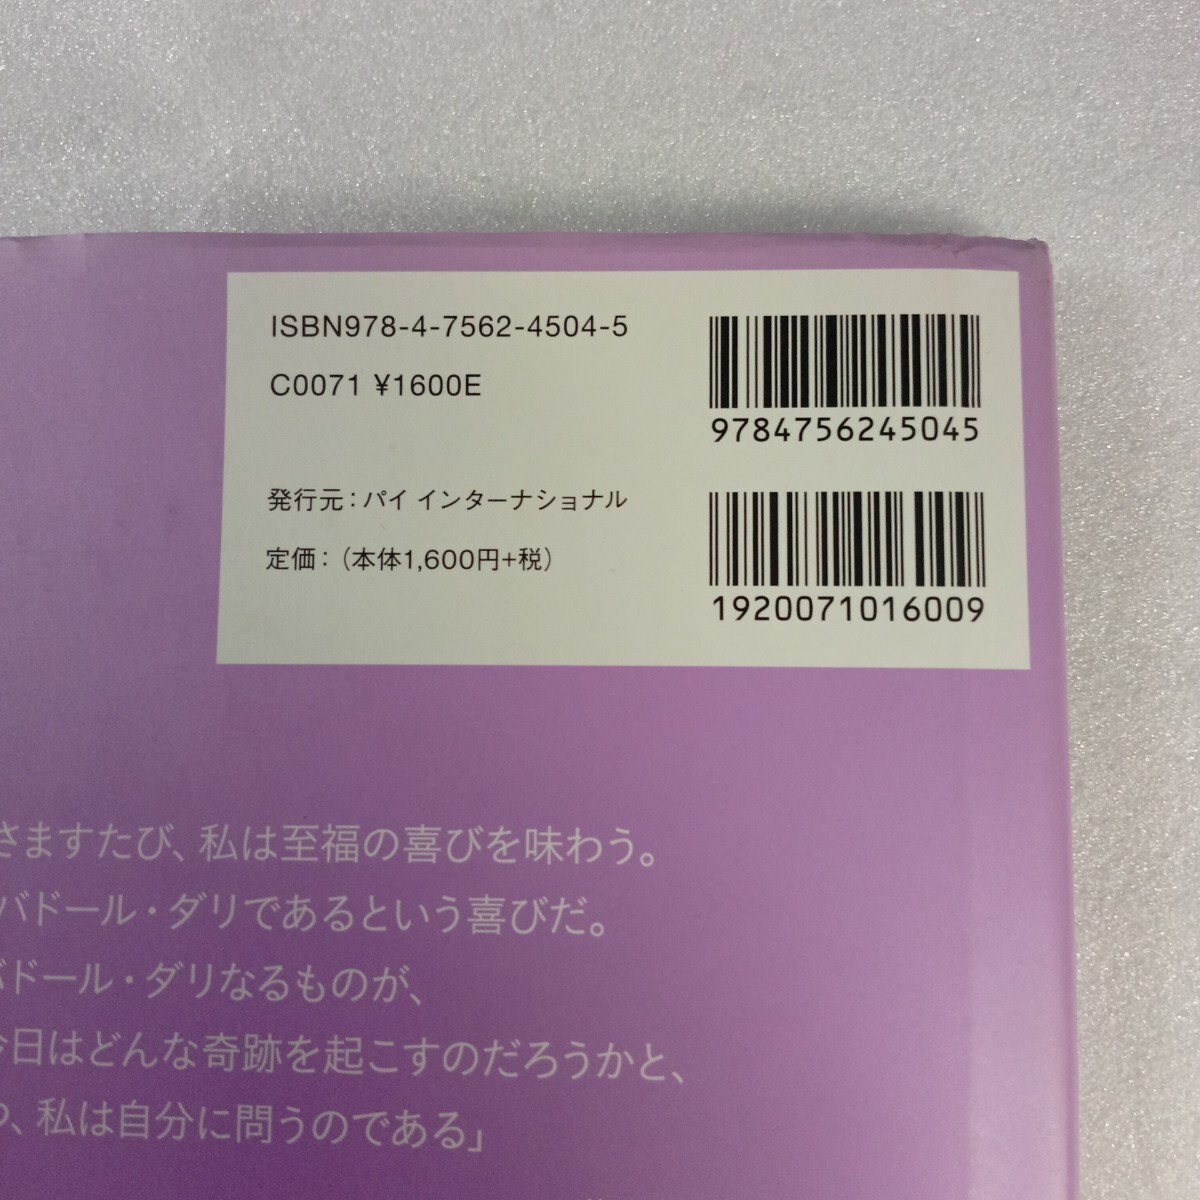 ISBN978-4-7562-4504-5
C0071 ¥1600E
9784756245045
発行元：パイ インターナショナル
定価：（本体1,600円+税）
1920071016009
さますたび、私は至福の喜びを味わう。
バドール・ダリであるという喜びだ。
バドール・ダリなるものが、
今日はどんな奇跡を起こすのだろうかと、
つ、私は自分に問うのである」